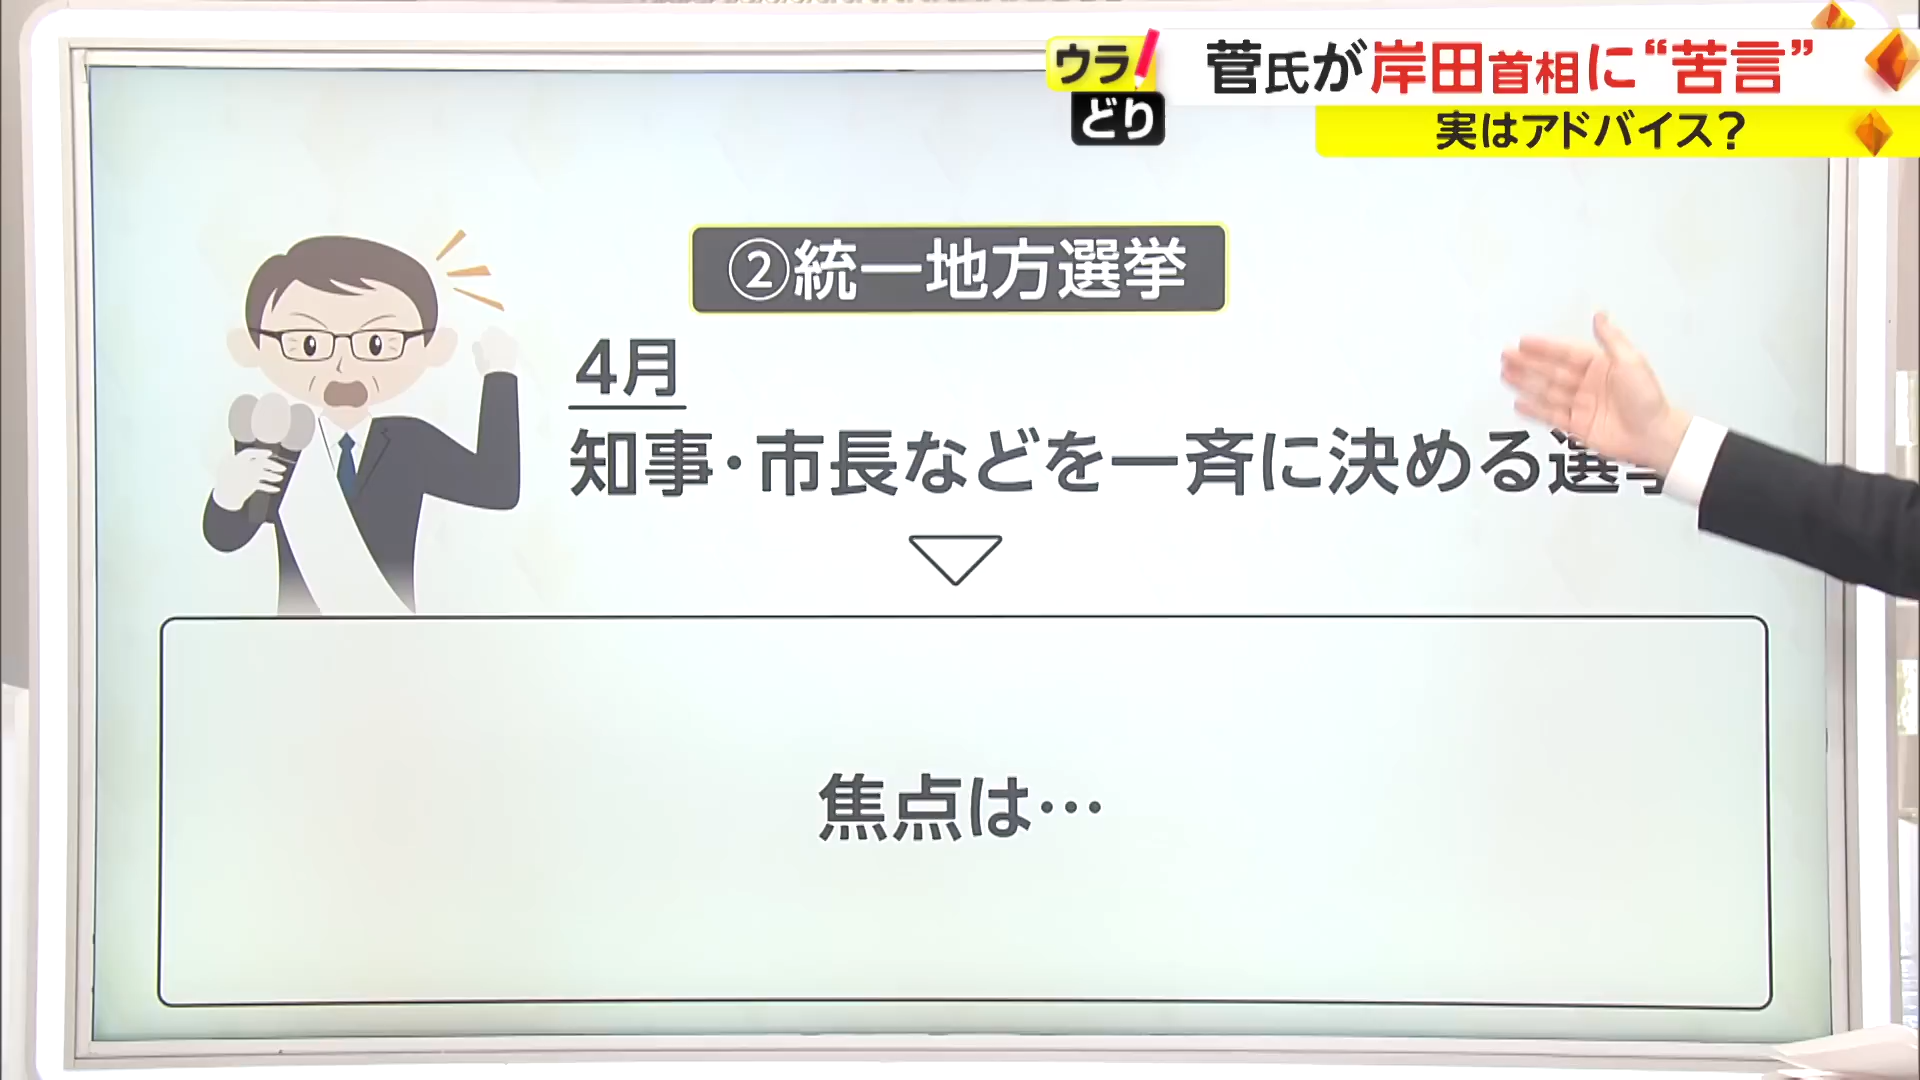 ウラ!
どり
菅氏が岸田首相に“苦言”
実はアドバイス?
②統一地方選挙
4月
知事・市長などを一斉に決める選挙
焦点は…